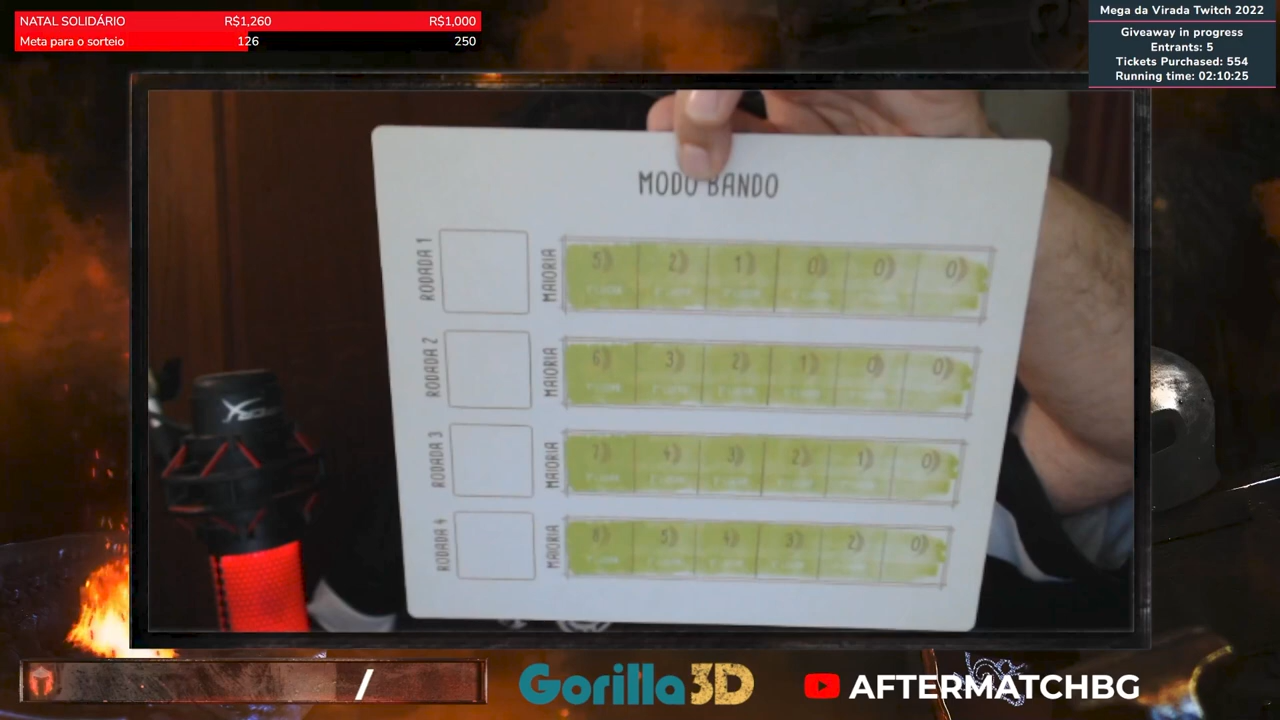 NATAL SOLIDÁRIO R$1,260 R$1,000
Meta para o sorteio 126 250
Mega da Virada Twitch 2022
Giveaway in progress
Entrants: 5
Tickets Purchased: 554
Running time: 02:10:25
MODO BANDO
RODADA 1 MAIORIA 5 2 1 0 0 0
RODADA 2 MAIORIA 6 3 2 1 0 0
RODADA 3 MAIORIA 7 4 3 2 1 0
RODADA 4 MAIORIA 8 5 4 3 2 0
/
Gorilla3D
AFTERMATCHBG